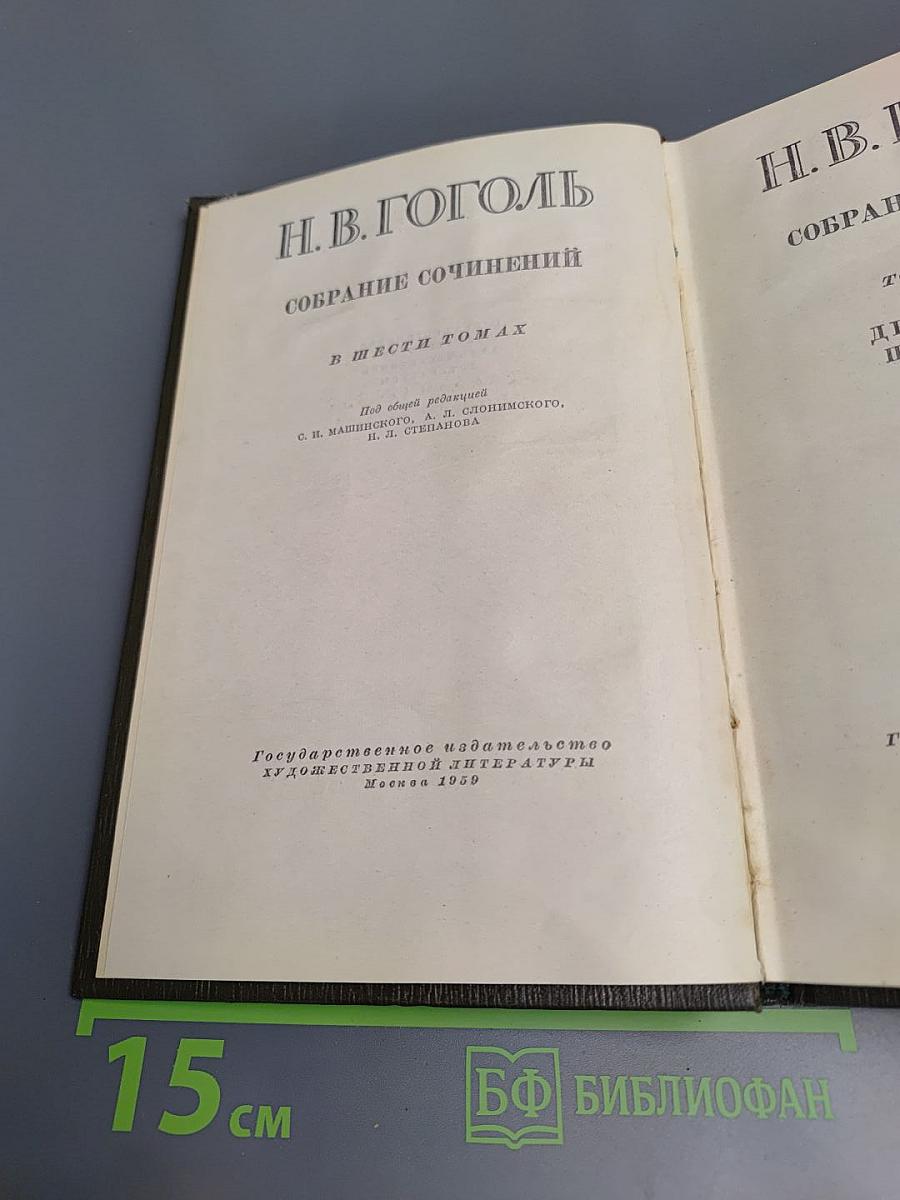 Н. В. ГОГОЛЬ
СОБРАНИЕ СОЧИНЕНИЙ
В ШЕСТИ ТОМАХ
Под общей редакцией
С. И. МАШИНСКОГО, А. Л. СЛОНИМСКОГО,
Н. Л. СТЕПАНОВА
Государственное издательство
ХУДОЖЕСТВЕННОЙ ЛИТЕРАТУРЫ
Москва 1959
Н. В.
СОБРАН
15 см
БФ БИБЛИОФАН